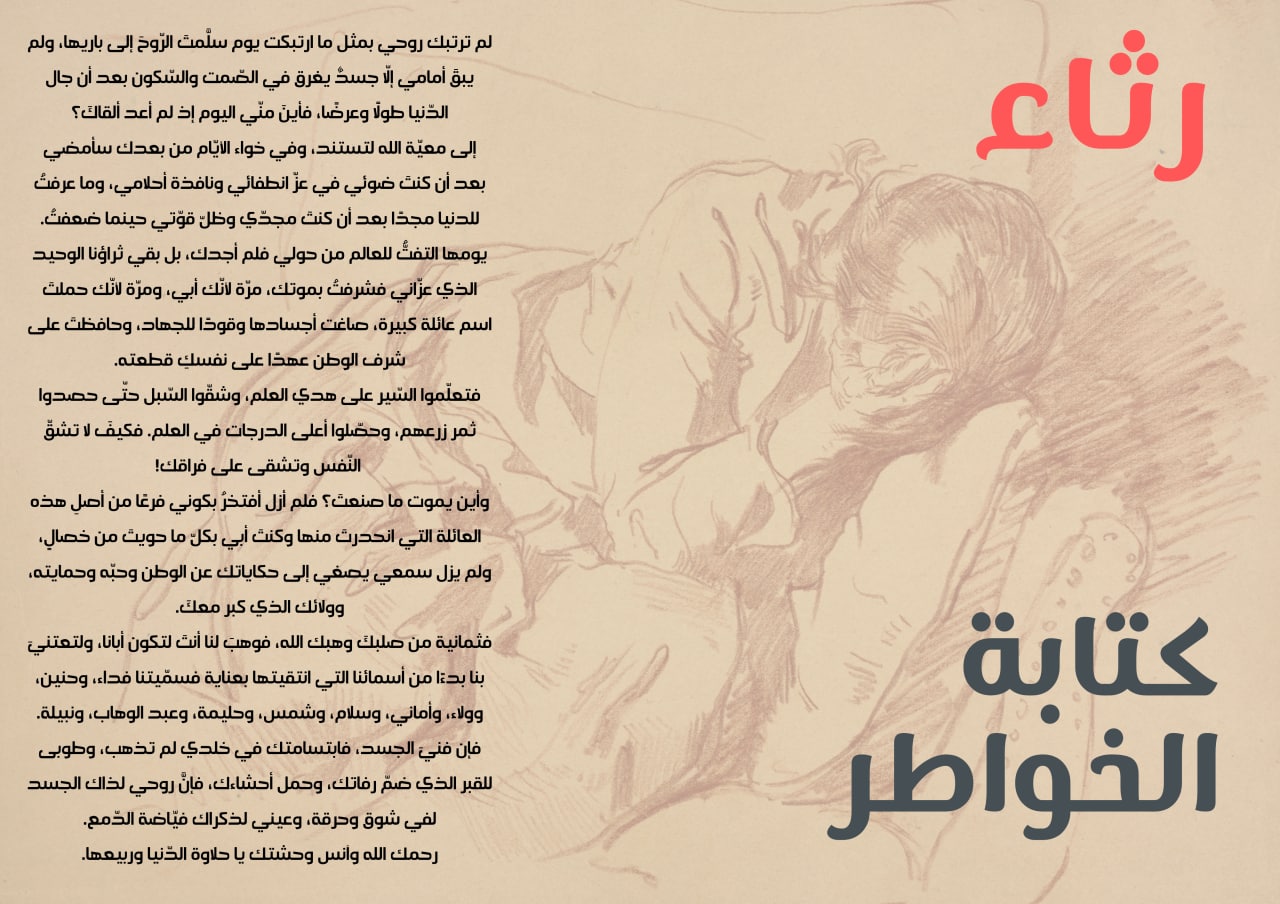 رثاء
كتابة
الخواطر
لم ترتبك روحي بمثل ما ارتبكت يوم سلَّمتَ الرّوحَ إلى باريها، ولم
يبقَ أمامي إلّا جسدٌ يغرق في الصّمت والسّكون بعد أن جال
الدّنيا طولًا وعرضًا، فأينَ منّي اليوم إذ لم أعد ألقاكَ؟
إلى معيّة الله لتستند، وفي خواء الأيّام من بعدك سأمضي
بعد أن كنتَ ضوئي في عزّ انطفائي ونافذة أحلامي، وما عرفتُ
للدنيا مجدًا بعد أن كنتَ مجدّي وظلّ قوّتي حينما ضعفتُ.
يومها التفتُّ للعالم من حولي فلم أجدك، بل بقي ثراؤنا الوحيد
الذي عزّاني فشرفتُ بموتك، مرّة لأنّك أبي، ومرّة لأنّك حملتَ
اسم عائلة كبيرة، صاغت أجسادها وقودًا للجهاد، وحافظتَ على
شرف الوطن عهدًا على نفسكِ قطعته.
فتعلّموا السّير على هدي العلم، وشقّوا السّبل حتّى حصدوا
ثمر زرعهم، وحصّلوا أعلى الدرجات في العلم. فكيفَ لا تشقّ
النّفس وتشقى على فراقك!
وأين يموت ما صنعتَ؟ فلم أزل أفتخرُ بكوني فرعًا من أصلِ هذه
العائلة التي انحدرتَ منها وكنتَ أبي بكلّ ما حويتَ من خصالٍ،
ولم يزل سمعي يصغي إلى حكاياتك عن الوطن وحبّه وحمايته،
وولائك الذي كبر معكَ.
فثمانية من صلبكَ وهبك الله، فوهبَ لنا أنتَ لتكون أبانا، ولتعتنيَ
بنا بدءًا من أسمائنا التي انتقيتها بعناية فسمّيتنا فداء، وحنين،
وولاء، وأماني، وسلام، وشمس، وحليمة، وعبد الوهاب، ونبيلة.
فإن فنيَ الجسد، فابتسامتك في خلدي لم تذهب، وطوبى
للقبر الذي ضمّ رفاتك، وحمل أحشاءك، فإنَّ روحي لذاك الجسد
لفي شوقٍ وحرقة، وعيني لذكراك فيّاضة الدّمع.
رحمك الله وآنس وحشتك يا حلاوة الدّنيا وربيعها.